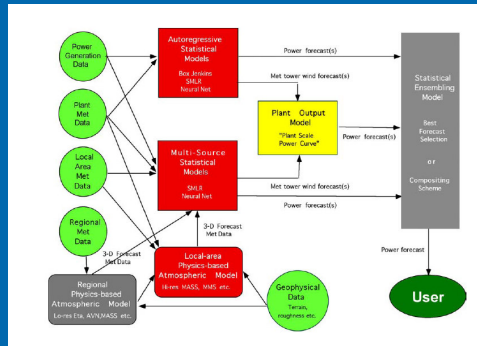 Power
Generation
Data
Plant
Met
Data
Local
Area
Met Data
Regional
Met
Data
Autoregressive
Statistical
Models
Box Jenkins
SMLR
Neural Net
Multi-Source
Statistical
Models
SMLR
Neural Net
Power forecast(s)
Met tower wind forecast(s)
Plant Output
Model
"Plant Scale
Power Curve"
Power forecast(s)
Met tower wind forecast(s)
Power forecast(s)
Statistical
Ensembling
Model
Best
Forecast
Selection
or
Compositing
Scheme
3-D Forecast
Met Data
3-D Forecast
Met Data
Regional
Physics-based
Atmospheric Model
Lo-res Eta, AVN,MASS etc.
Local-area
Physics-based
Atmospheric Model
Hi-res MASS, MM5 etc.
Geophysical
Data
Terrain,
roughness etc.
Power forecast
User